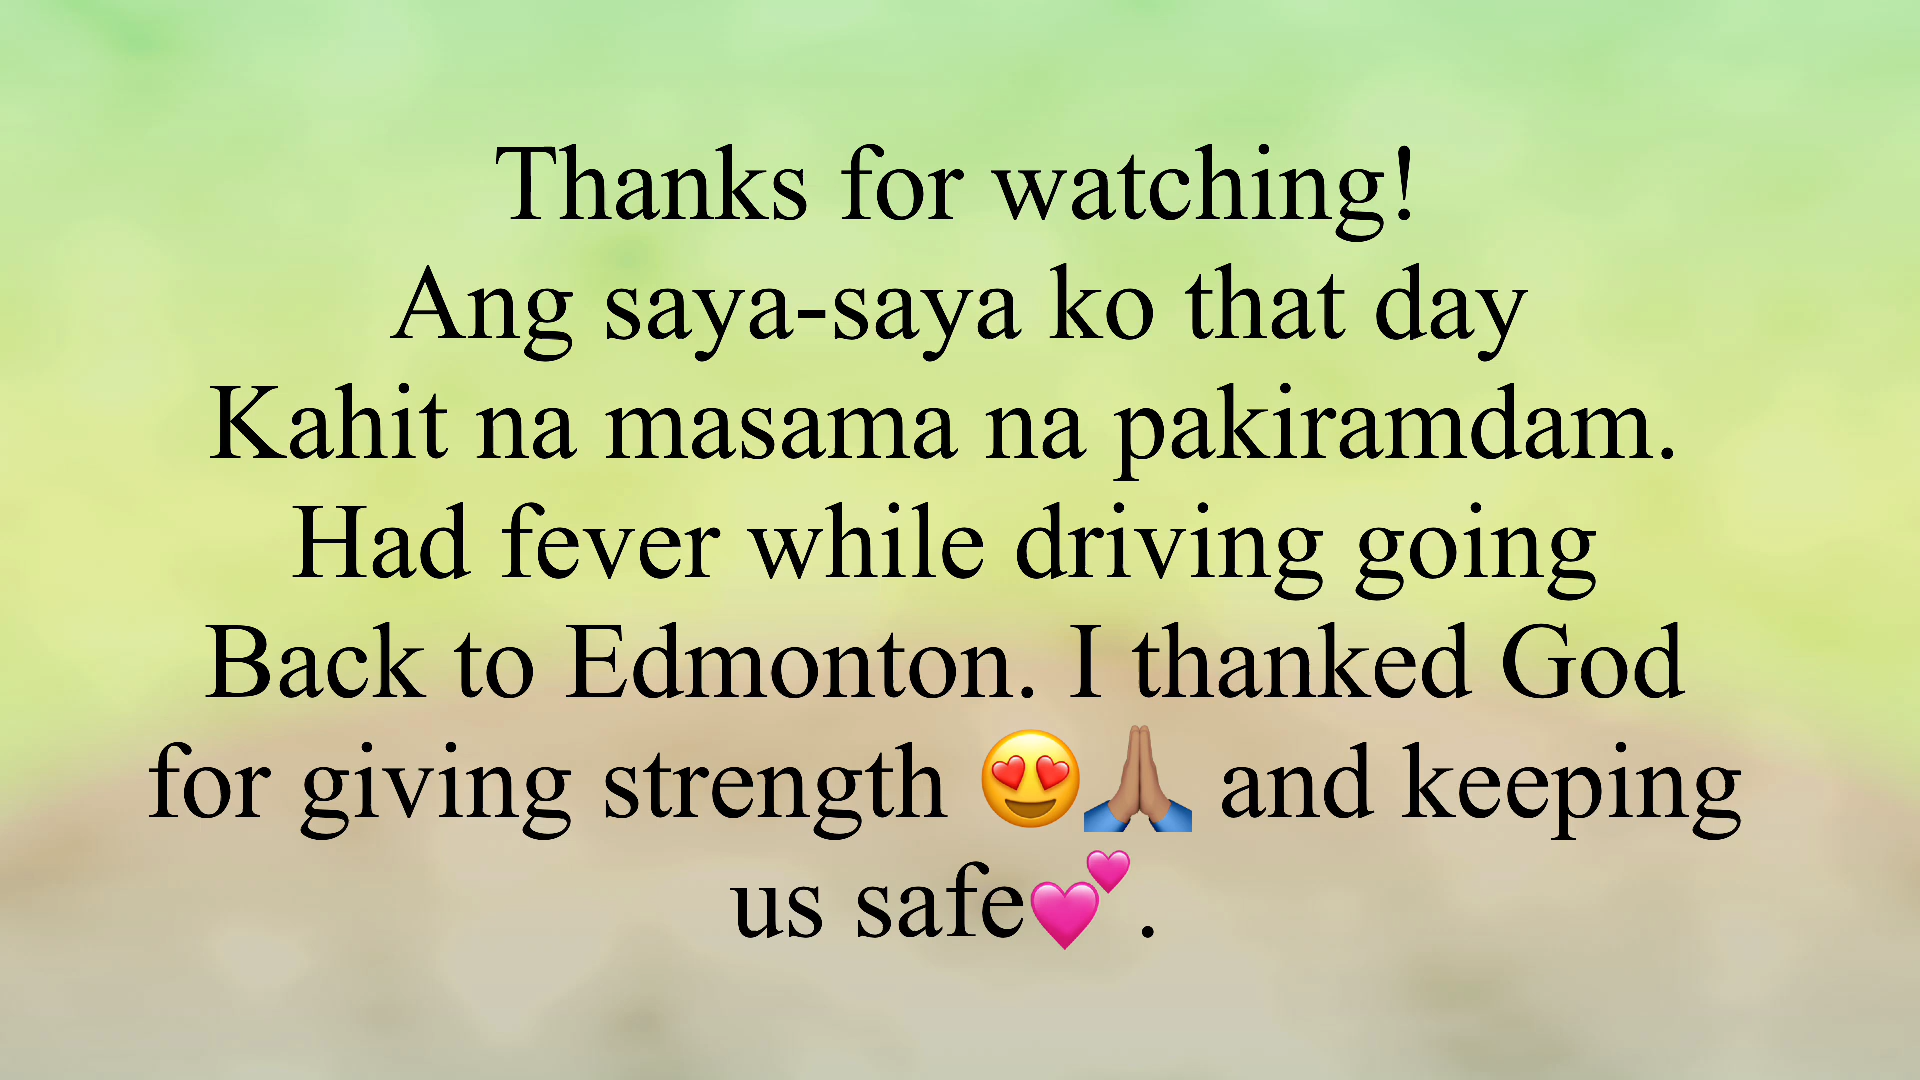 Thanks for watching!
Ang saya-saya ko that day
Kahit na masama na pakiramdam.
Had fever while driving going
Back to Edmonton. I thanked God
for giving strength 😍🙏🏽 and keeping
us safe💕.